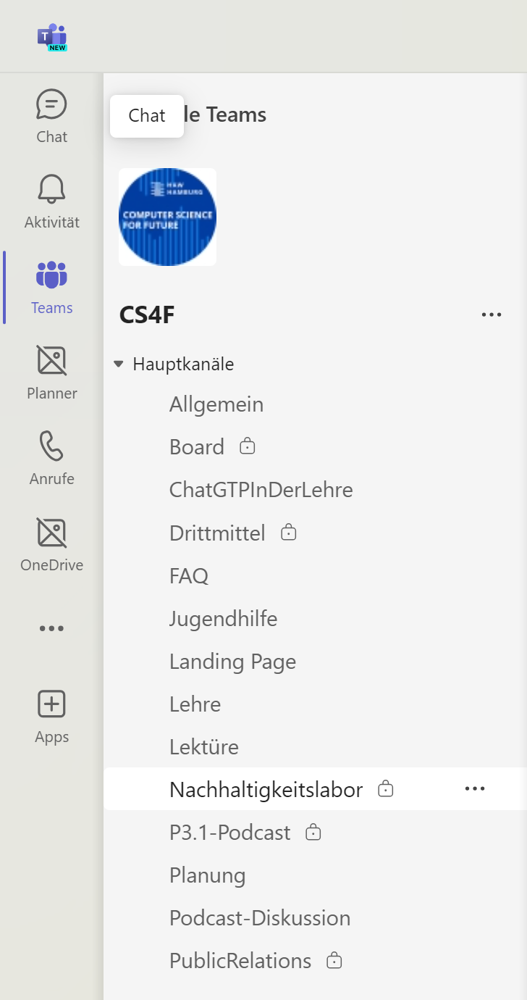 T
NEW
Chat
Aktivität
Teams
Planner
Anrufe
OneDrive
Apps
Chat
le Teams
HAW
HAMBURG
COMPUTER SCIENCE
FOR FUTURE
CS4F
Hauptkanäle
Allgemein
Board
ChatGTPInDerLehre
Drittmittel
FAQ
Jugendhilfe
Landing Page
Lehre
Lektüre
Nachhaltigkeitslabor
P3.1-Podcast
Planung
Podcast-Diskussion
PublicRelations